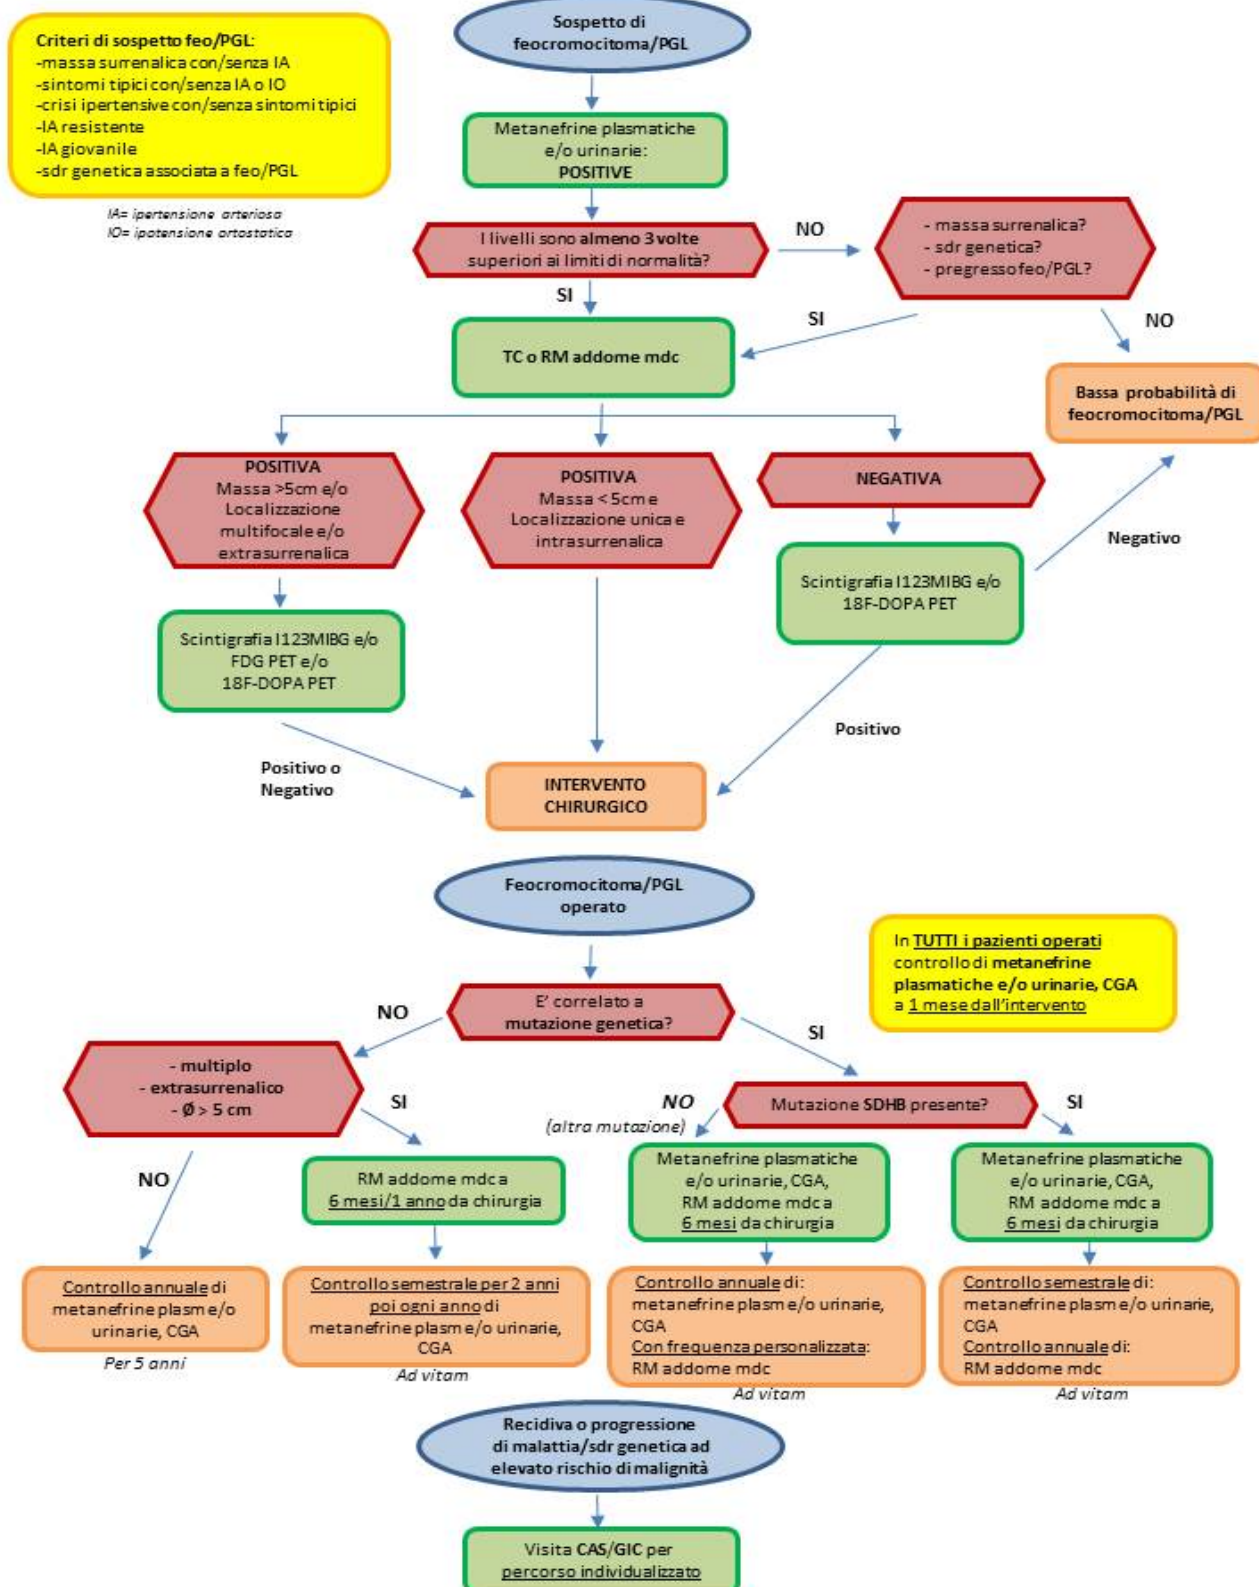 Sospetto di
feocromocitoma/PGL
Criteri di sospetto feo/PGL:
-massa surrenalica con/senza IA
-sintomi tipici con/senza IA o IO
-crisi ipertensive con/senza sintomi tipici
-IA resistente
-IA giovanile
-sdr genetica associata a feo/PGL
IA= ipertensione arteriosa
IO= ipotensione ortostatica
Metanefrine plasmatiche
e/o urinarie:
POSITIVE
I livelli sono almeno 3 volte
superiori ai limiti di normalità?
NO
- massa surrenalica?
- sdr genetica?
- pregresso feo/PGL?
SI
SI
NO
TC o RM addome mdc
Bassa probabilità di
feocromocitoma/PGL
POSITIVA
Massa >5cm e/o
Localizzazione
multifocale e/o
extrasurrenalica
POSITIVA
Massa < 5cm e
Localizzazione unica e
intrasurrenalica
NEGATIVA
Negativo
Scintigrafia I123MIBG e/o
18F-DOPA PET
Scintigrafia I123MIBG e/o
FDG PET e/o
18F-DOPA PET
Positivo
Positivo o
Negativo
INTERVENTO
CHIRURGICO
Feocromocitoma/PGL
operato
In TUTTI i pazienti operati
controllo di metanefrine
plasmatiche e/o urinarie, CGA
a 1 mese dall'intervento
E' correlato a
mutazione genetica?
NO
SI
- multiplo
- extrasurrenalico
- Ø > 5 cm
Mutazione SDHB presente?
SI
NO
(altra mutazione)
SI
NO
RM addome mdc a
6 mesi/1 anno da chirurgia
Metanefrine plasmatiche
e/o urinarie, CGA,
RM addome mdc a
6 mesi da chirurgia
Metanefrine plasmatiche
e/o urinarie, CGA,
RM addome mdc a
6 mesi da chirurgia
Controllo annuale di
metanefrine plasm e/o
urinarie, CGA
Per 5 anni
Controllo semestrale per 2 anni
poi ogni anno di
metanefrine plasm e/o urinarie,
CGA
Ad vitam
Controllo annuale di:
metanefrine plasm e/o urinarie,
CGA
Con frequenza personalizzata:
RM addome mdc
Ad vitam
Controllo semestrale di:
metanefrine plasm e/o urinarie,
CGA
Controllo annuale di:
RM addome mdc
Ad vitam
Recidiva o progressione
di malattia/sdr genetica ad
elevato rischio di malignità
Visita CAS/GIC per
percorso individualizzato